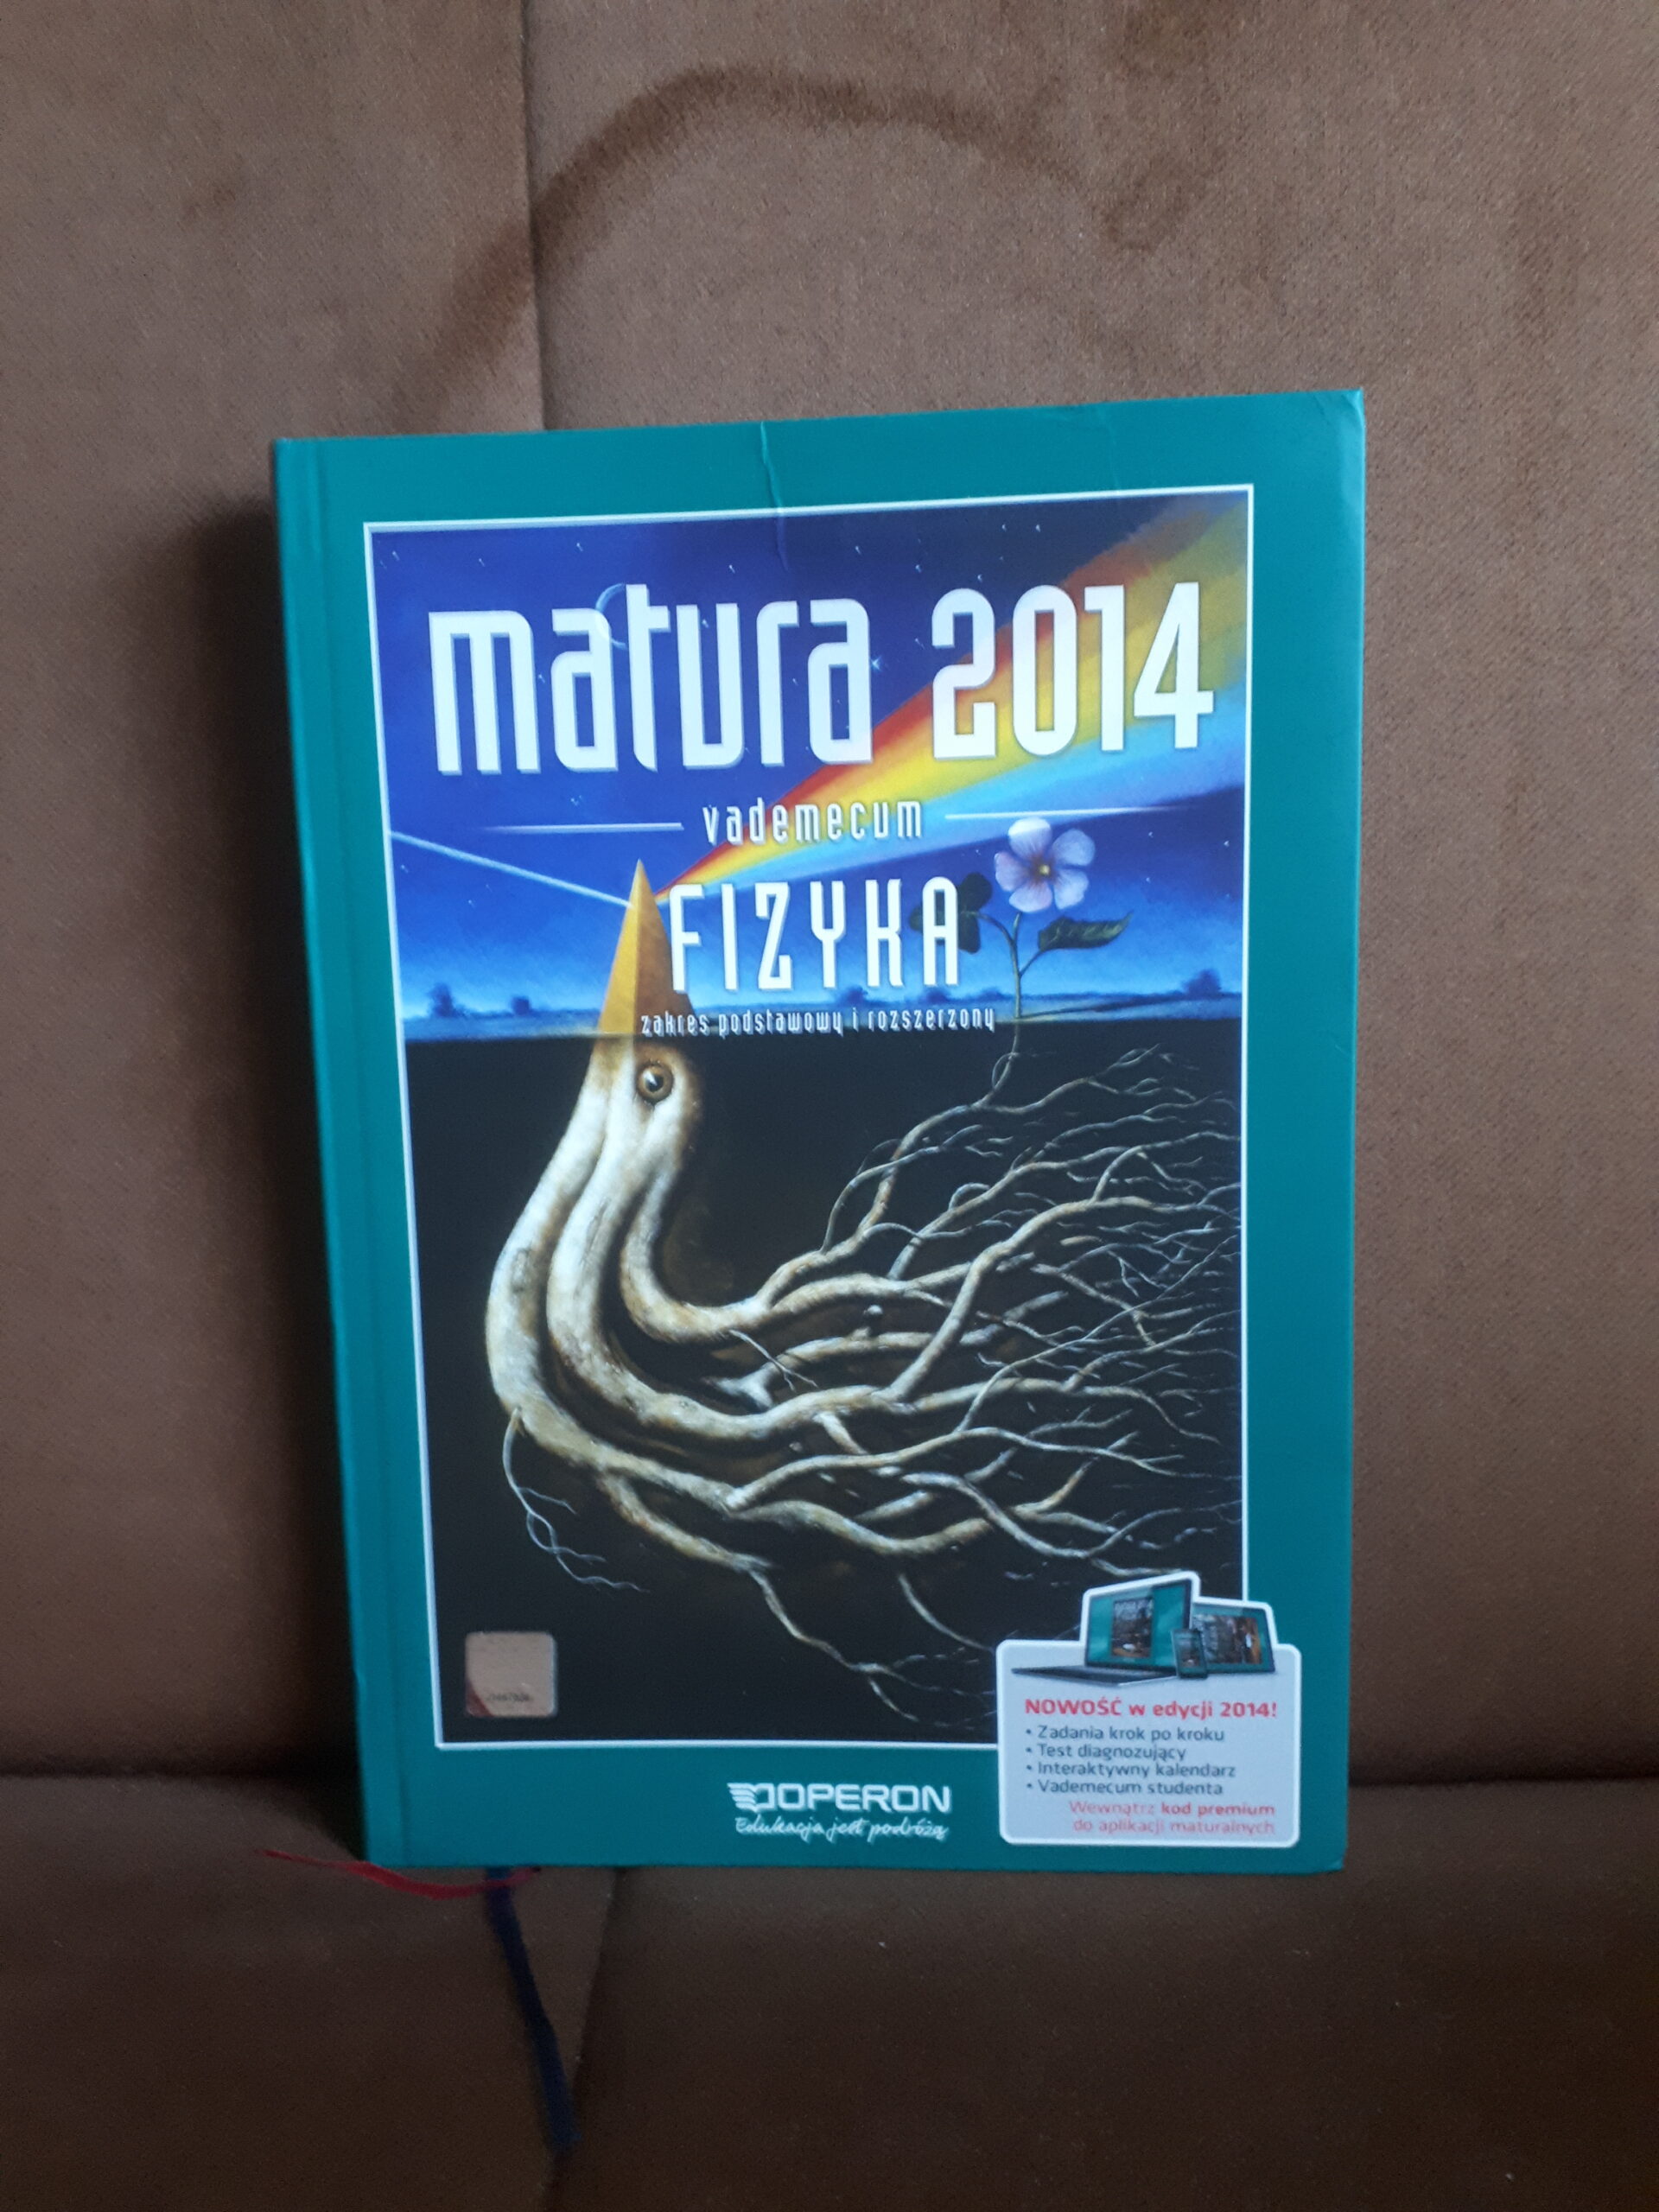 matura 2014
vademecum
FIZYKA
zakres podstawowy i rozszerzony
NOWOŚĆ w edycji 2014!
• Zadania krok po kroku
• Test diagnozujący
• Interaktywny kalendarz
• Vademecum studenta
Wewnątrz kod premium
do aplikacji maturalnych
OPERON
Edukacja jest podróżą